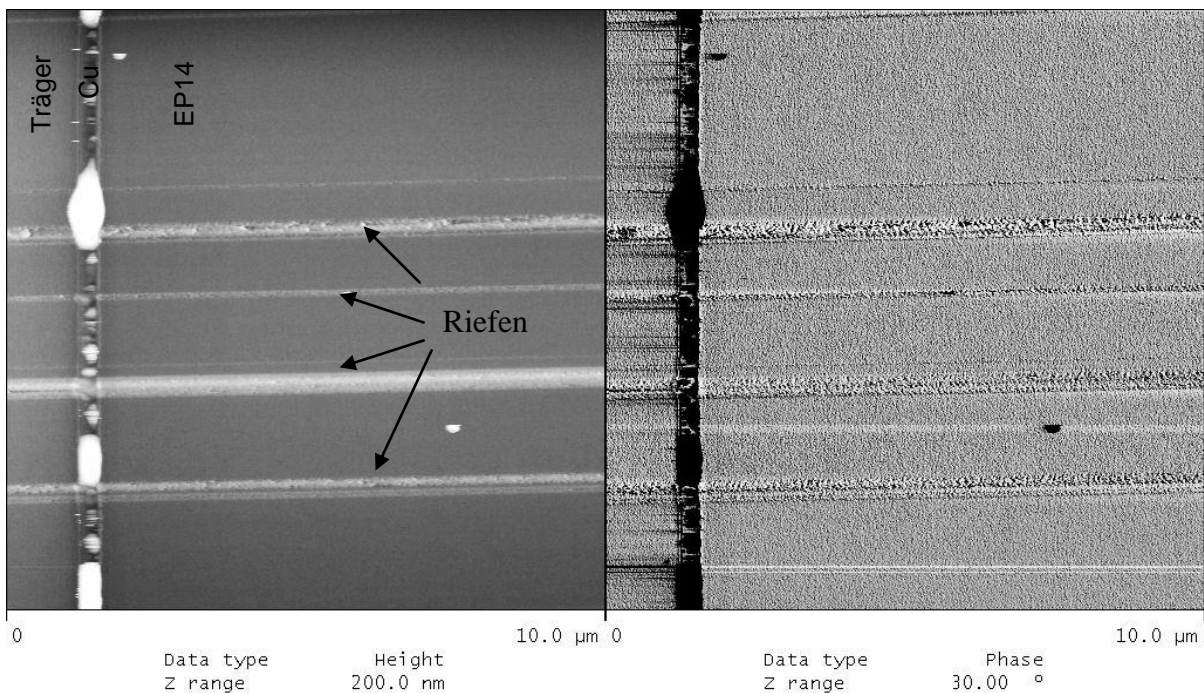 Träger
Cu
EP14
Riefen
0 10.0 µm 0 10.0 µm
Data type Height Data type Phase
Z range 200.0 nm Z range 30.00 º